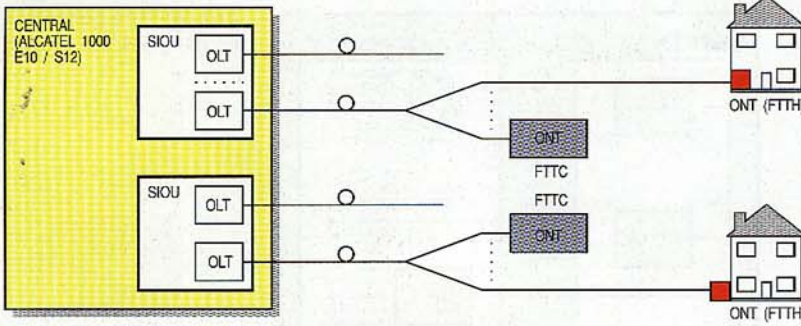 CENTRAL
(ALCATEL 1000
E10 / S12)
SIOU
OLT
OLT
ONT (FTTH
ONT
FTTC
SIOU
OLT
OLT
FTTC
ONT
ONT (FTTH